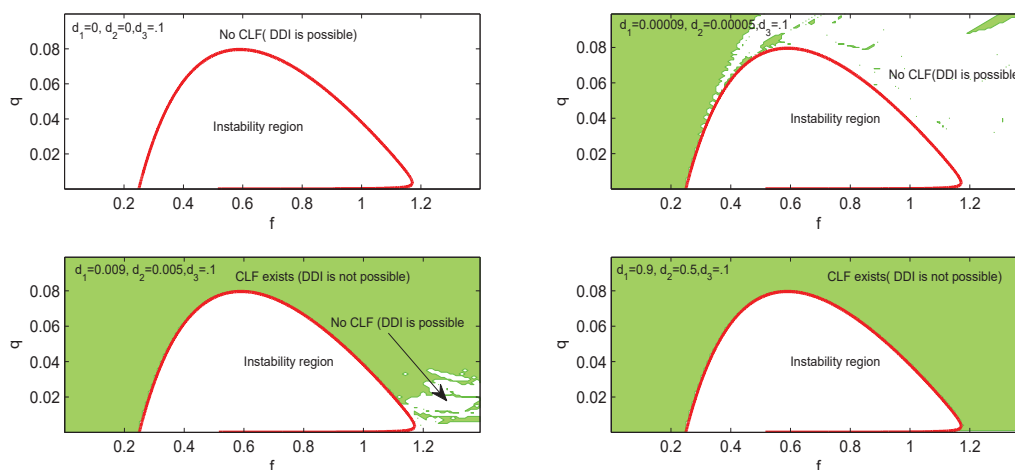 d1=0, d2=0,d3=.1
No CLF( DDI is possible)
Instability region
q
0.08
0.06
0.04
0.02
0.2 0.4 0.6 0.8 1 1.2
f
d1=0.00009, d2=0.00005,d3=.1
No CLF(DDI is possible
Instability region
q
0.08
0.06
0.04
0.02
0.2 0.4 0.6 0.8 1 1.2
f
d1=0.009, d2=0.005,d3=.1
CLF exists (DDI is not possible)
No CLF (DDI is possible
Instability region
q
0.08
0.06
0.04
0.02
0.2 0.4 0.6 0.8 1 1.2
f
d1=0.9, d2=0.5,d3=.1
CLF exists( DDI is not possible)
Instability region
q
0.08
0.06
0.04
0.02
0.2 0.4 0.6 0.8 1 1.2
f